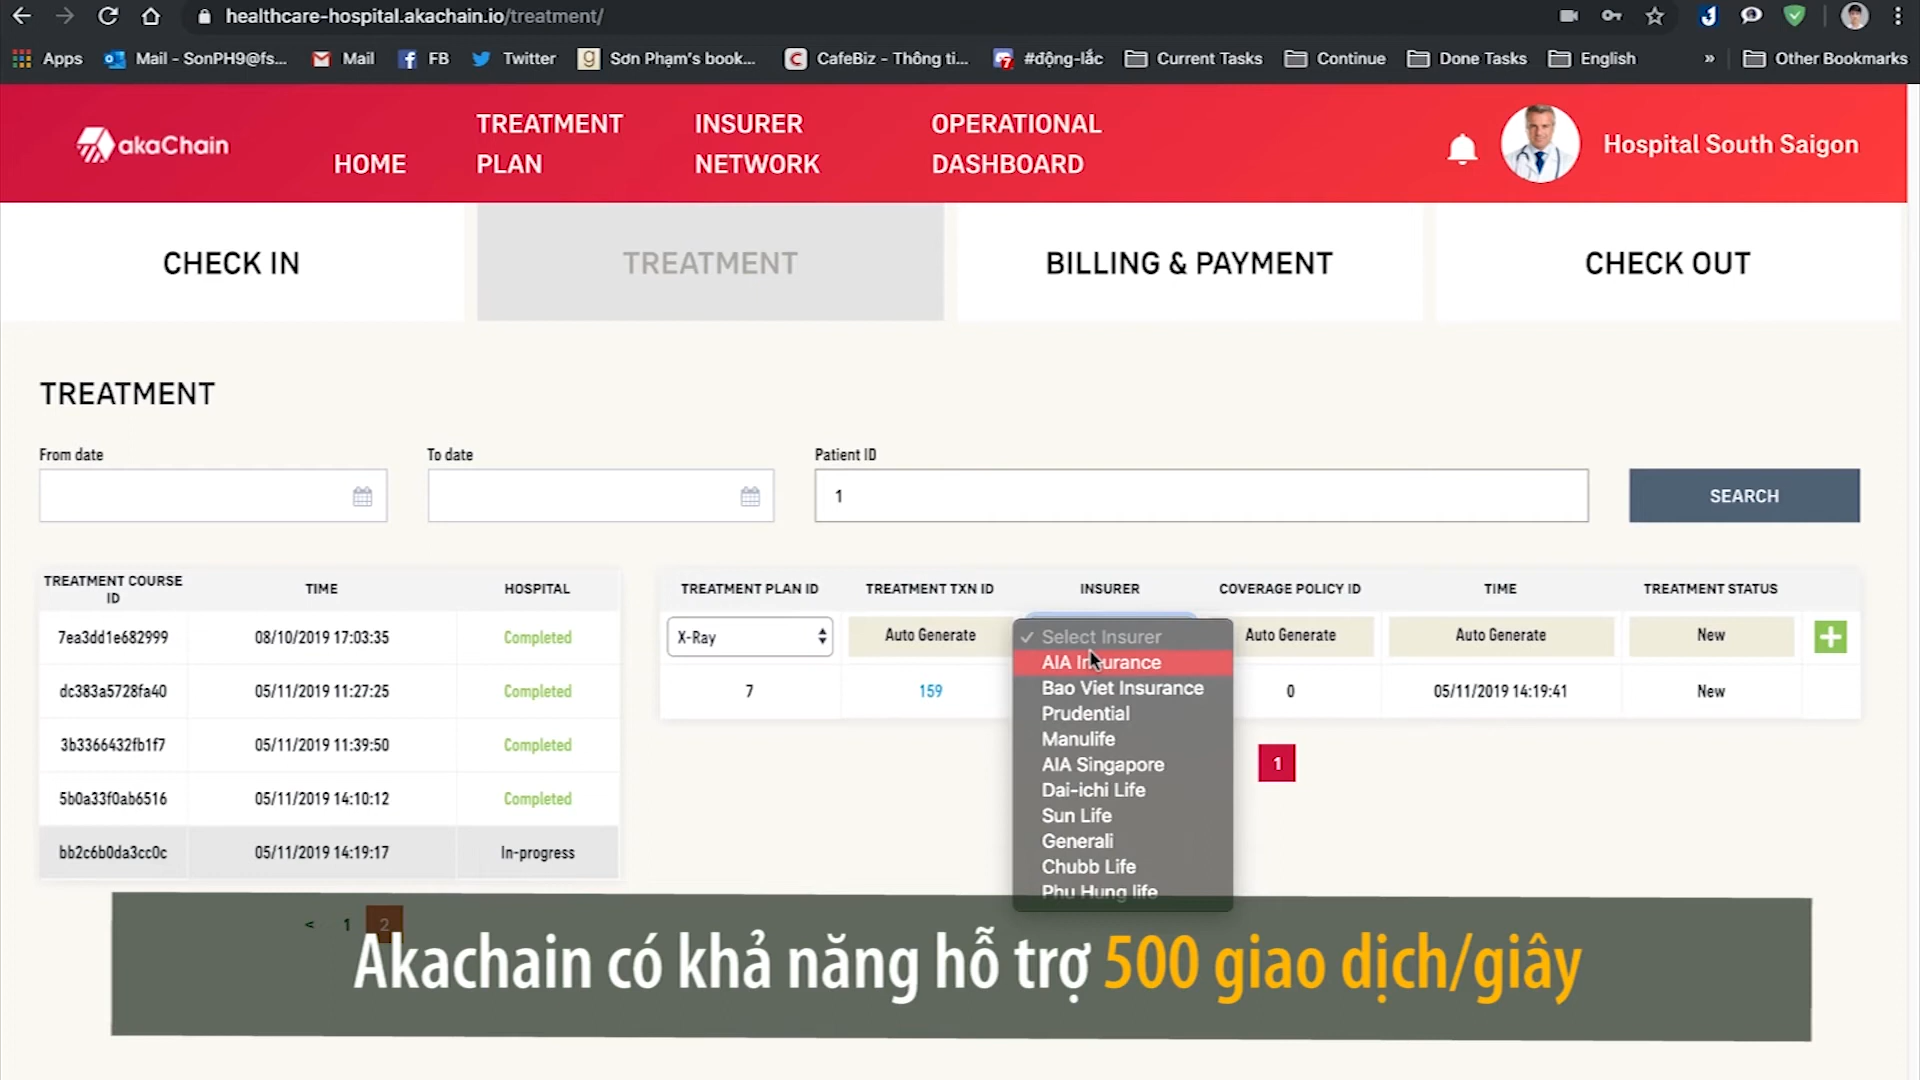 healthcare-hospital.akachain.io/treatment/
Apps
Mail - SonPH9@fs...
Mail
FB
Twitter
Sơn Phạm's book...
CafeBiz - Thông ti...
#động-lắc
Current Tasks
Continue
Done Tasks
English
»
Other Bookmarks
akaChain
HOME
TREATMENT
PLAN
INSURER
NETWORK
OPERATIONAL
DASHBOARD
Hospital South Saigon
CHECK IN
TREATMENT
BILLING & PAYMENT
CHECK OUT
TREATMENT
From date
To date
Patient ID
1
SEARCH
TREATMENT COURSE
ID
TIME
HOSPITAL
7ea3dd1e682999
08/10/2019 17:03:35
Completed
dc383a5728fa40
05/11/2019 11:27:25
Completed
3b3366432fb1f7
05/11/2019 11:39:50
Completed
5b0a33f0ab6516
05/11/2019 14:10:12
Completed
bb2c6b0da3cc0c
05/11/2019 14:19:17
In-progress
< 1 2
TREATMENT PLAN ID
TREATMENT TXN ID
INSURER
COVERAGE POLICY ID
TIME
TREATMENT STATUS
X-Ray
Auto Generate
Auto Generate
Auto Generate
New
7
159
0
05/11/2019 14:19:41
New
✓ Select Insurer
AIA Insurance
Bao Viet Insurance
Prudential
Manulife
AIA Singapore
Dai-ichi Life
Sun Life
Generali
Chubb Life
Phu Hung life
1
Akachain có khả năng hỗ trợ 500 giao dịch/giây